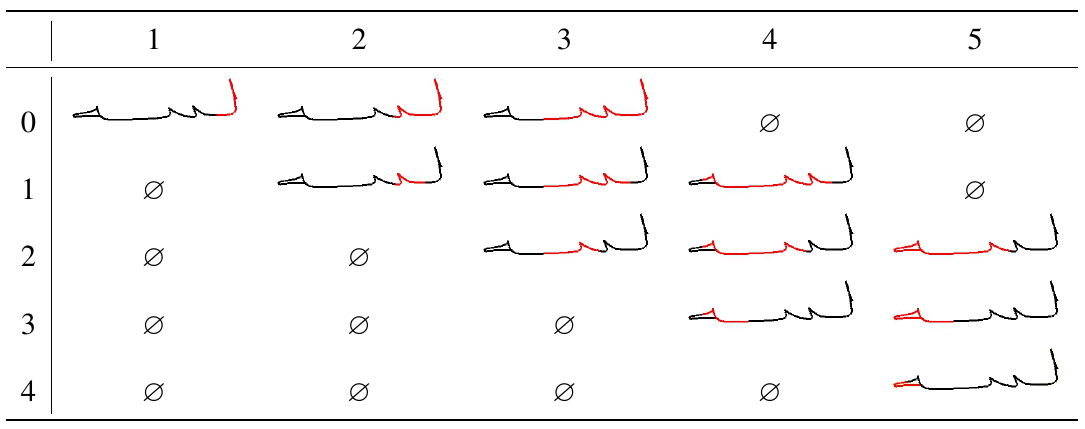 1 2 3 4 5
0 ∅ ∅
1 ∅ ∅
2 ∅ ∅
3 ∅ ∅ ∅
4 ∅ ∅ ∅ ∅